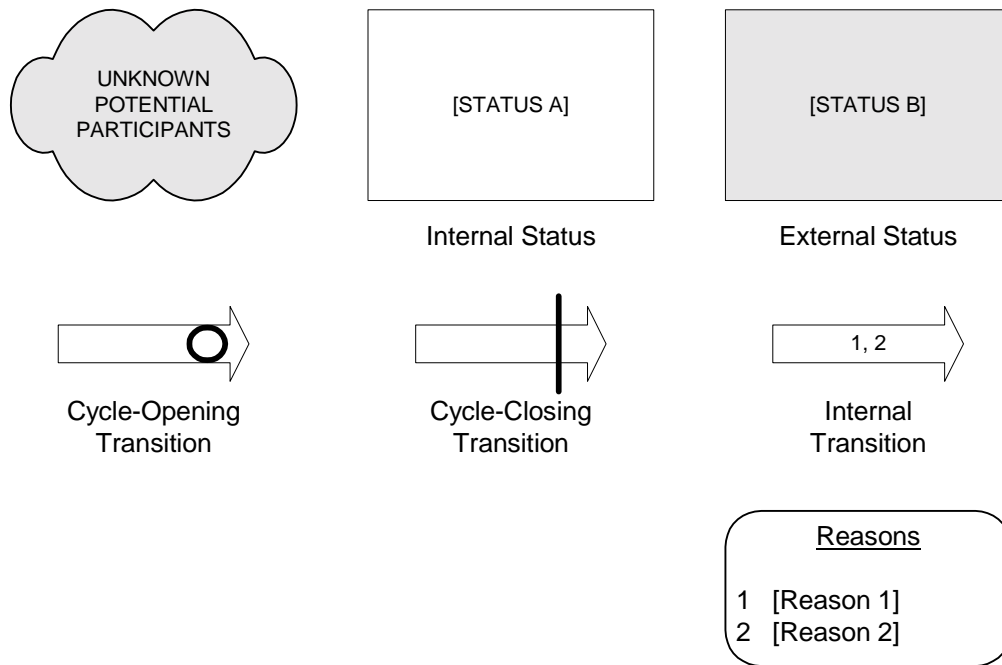 UNKNOWN
POTENTIAL
PARTICIPANTS
[STATUS A]
[STATUS B]
Internal Status
External Status
1, 2
Cycle-Opening
Transition
Cycle-Closing
Transition
Internal
Transition
Reasons
1 [Reason 1]
2 [Reason 2]